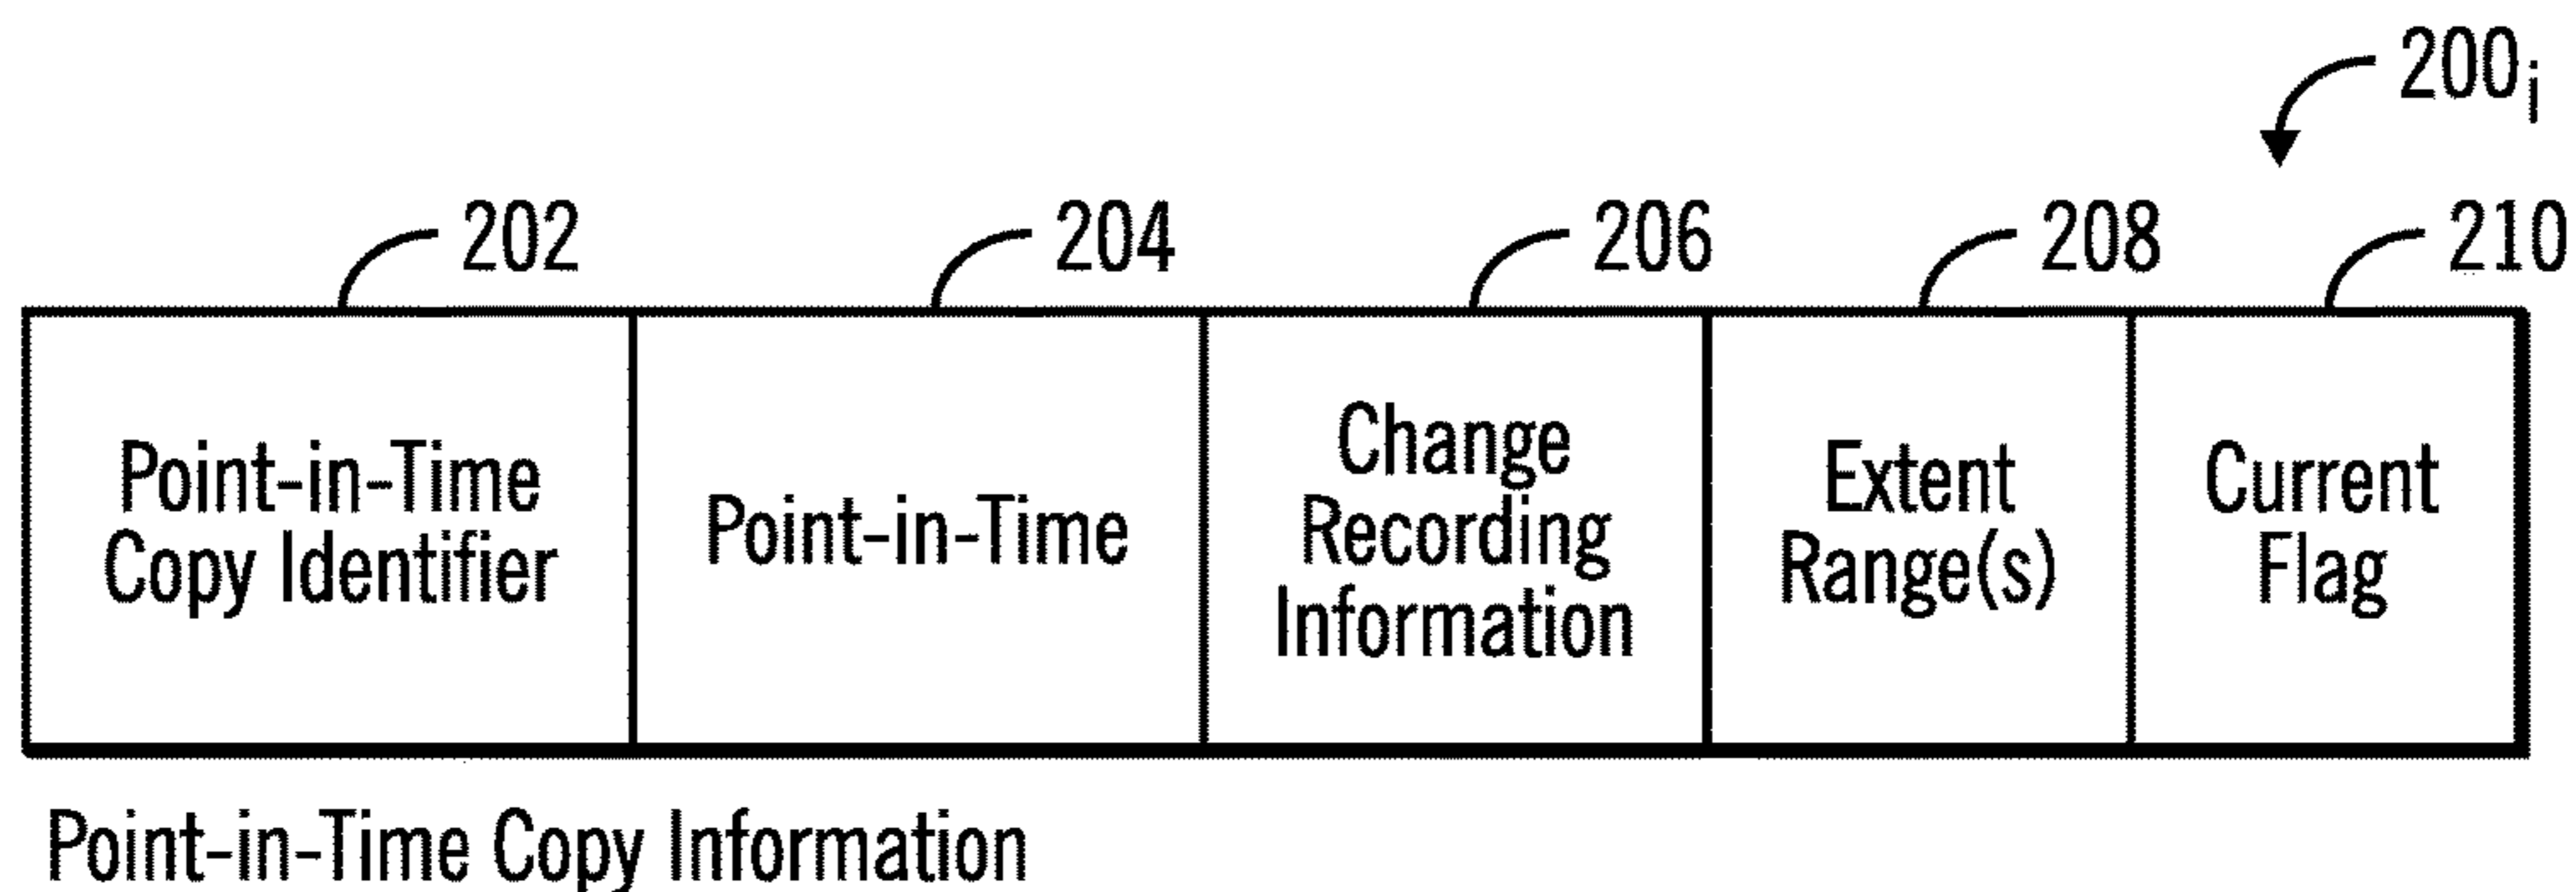 200i
202
204
206
208
210
Point-in-Time
Copy Identifier
Point-in-Time
Change
Recording
Information
Extent
Range(s)
Current
Flag
Point-in-Time Copy Information